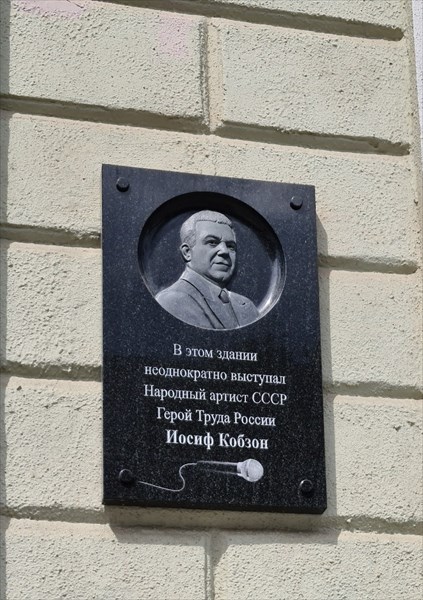 В этом здании
неоднократно выступал
Народный артист СССР
Герой Труда России
Иосиф Кобзон